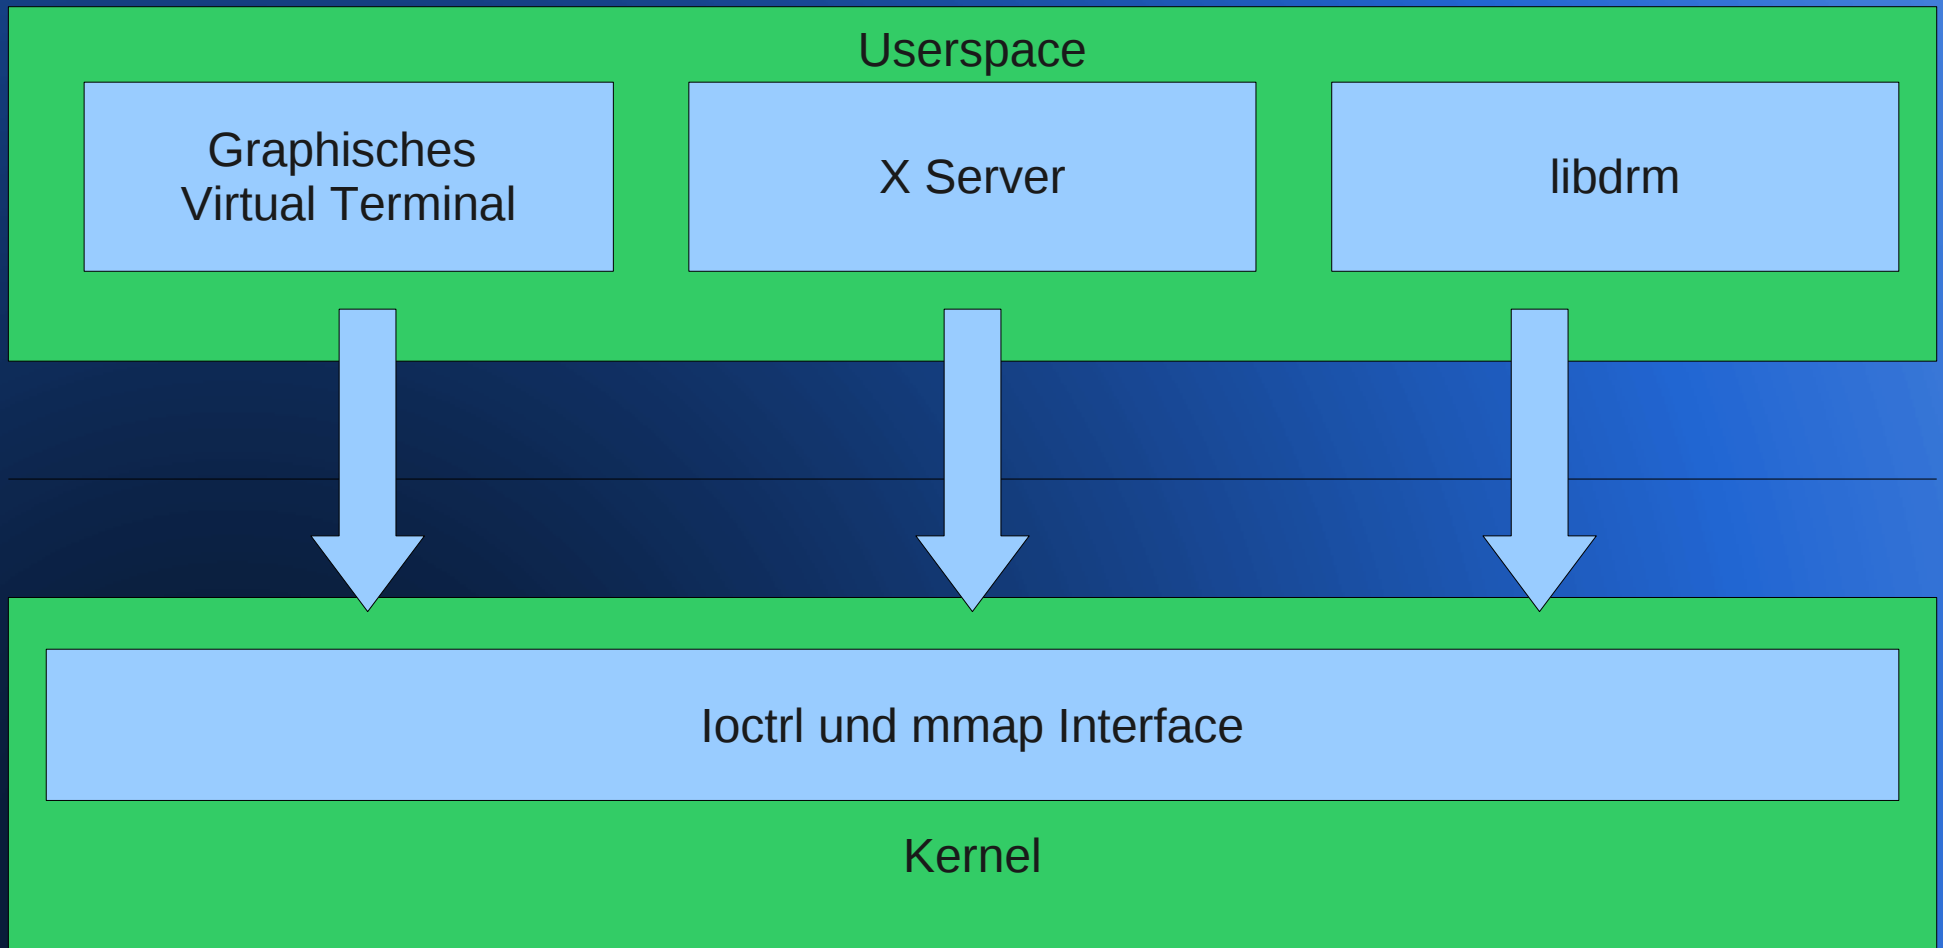 Userspace
Graphisches
Virtual Terminal
X Server
libdrm
Ioctrl und mmap Interface
Kernel